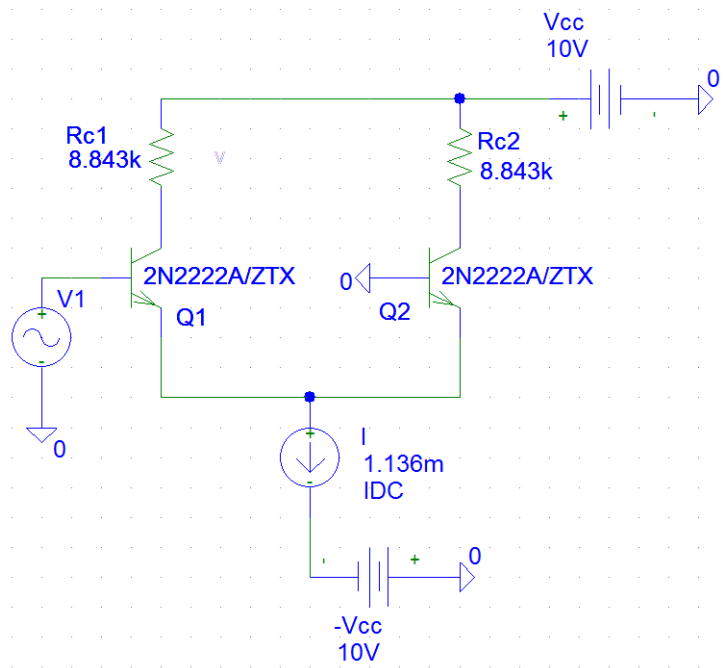 Vcc
10V
0
+
-
Rc1
8.843k
V
Rc2
8.843k
2N2222A/ZTX
0
2N2222A/ZTX
V1
+
-
Q1
Q2
0
+
-
I
1.136m
IDC
-
+
0
-Vcc
10V